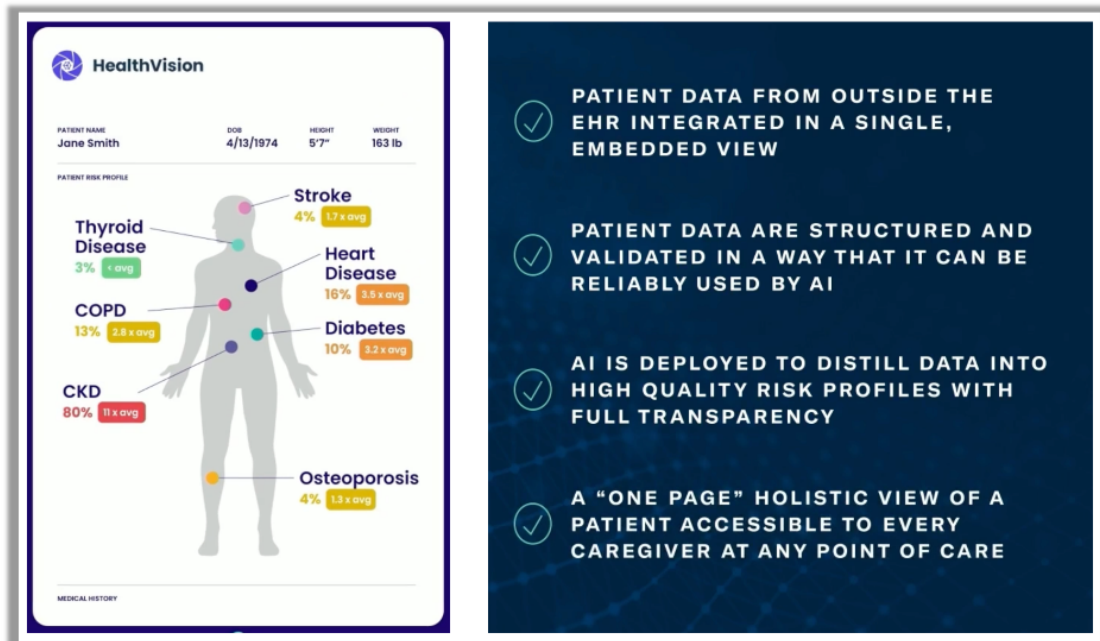 HealthVision
PATIENT NAME
Jane Smith
DOB
4/13/1974
HEIGHT
5'7"
WEIGHT
163 lb
PATIENT RISK PROFILE
Stroke
4% 1.7 x avg
Thyroid
Disease
3% < avg
Heart
Disease
16% 3.5 x avg
COPD
13% 2.8 x avg
Diabetes
10% 3.2 x avg
CKD
80% 11 x avg
Osteoporosis
4% 1.3 x avg
MEDICAL HISTORY
PATIENT DATA FROM OUTSIDE THE
EHR INTEGRATED IN A SINGLE,
EMBEDDED VIEW
PATIENT DATA ARE STRUCTURED AND
VALIDATED IN A WAY THAT IT CAN BE
RELIABLY USED BY AI
AI IS DEPLOYED TO DISTILL DATA INTO
HIGH QUALITY RISK PROFILES WITH
FULL TRANSPARENCY
A “ONE PAGE” HOLISTIC VIEW OF A
PATIENT ACCESSIBLE TO EVERY
CAREGIVER AT ANY POINT OF CARE